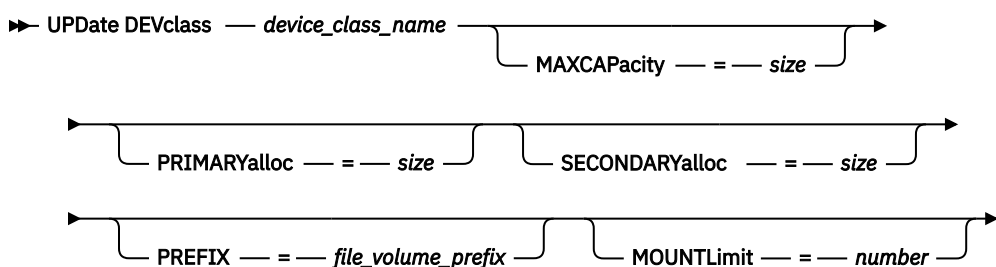 UPDate DEVclass — device_class_name
MAXCAPacity — = — size
PRIMARYalloc — = — size SECONDARYalloc — = — size
PREFIX — = — file_volume_prefix MOUNTLimit — = — number